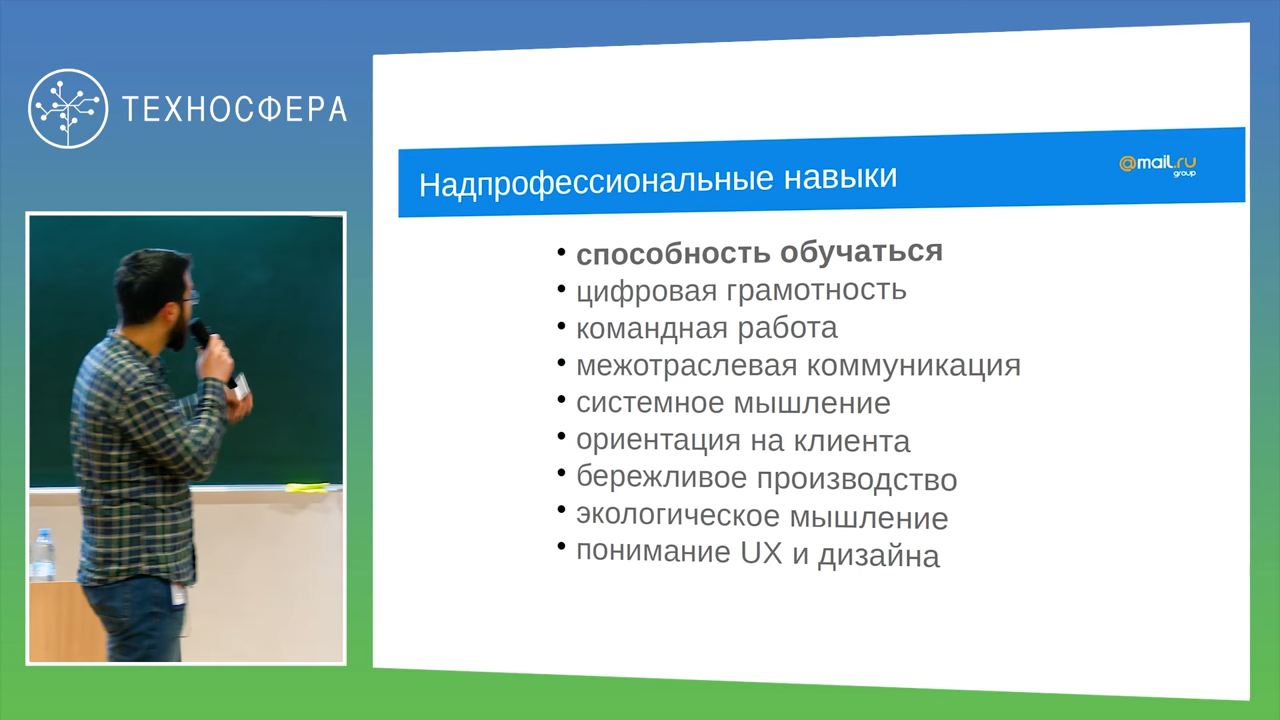 ТЕХНОСФЕРА
Надпрофессиональные навыки
@mail.ru
group
• способность обучаться
• цифровая грамотность
• командная работа
• межотраслевая коммуникация
• системное мышление
• ориентация на клиента
• бережливое производство
• экологическое мышление
• понимание UX и дизайна